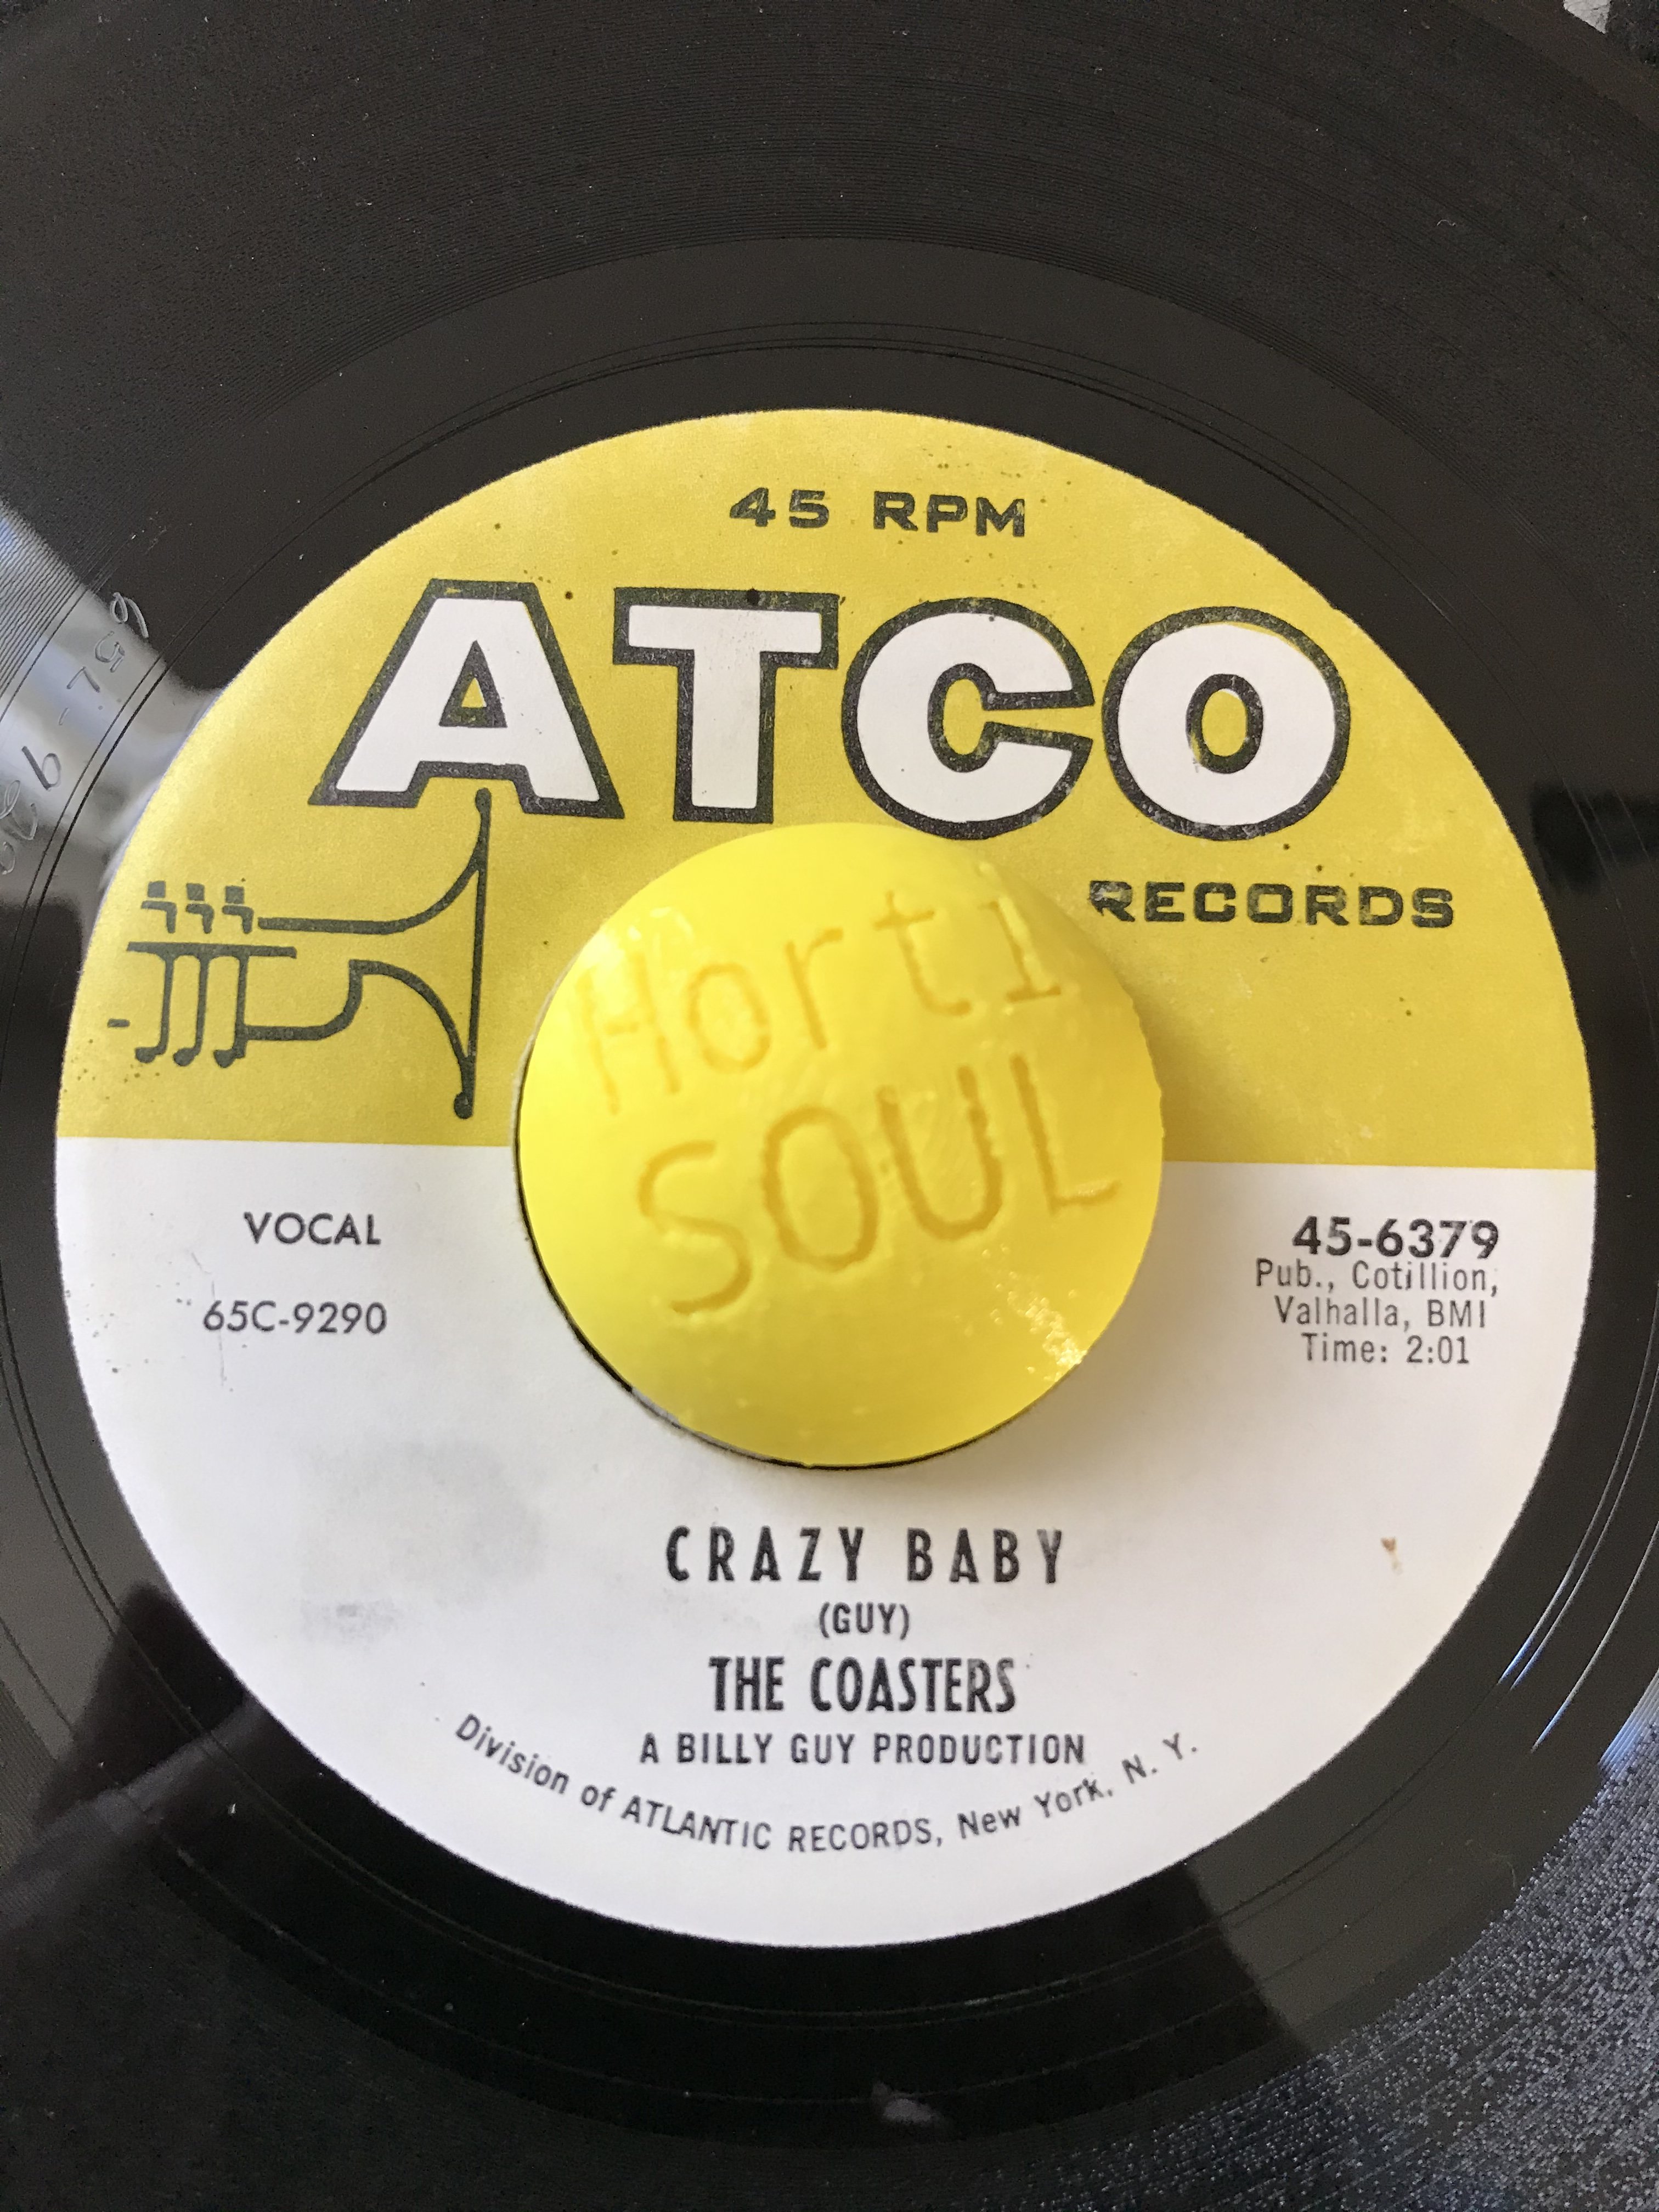 45 RPM
ATCO
RECORDS
Horti
SOUL
VOCAL
65C-9290
45-6379
Pub., Cotillion,
Valhalla, BMI
Time: 2:01
CRAZY BABY
(GUY)
THE COASTERS
A BILLY GUY PRODUCTION
Division of ATLANTIC RECORDS, New York, N. Y.